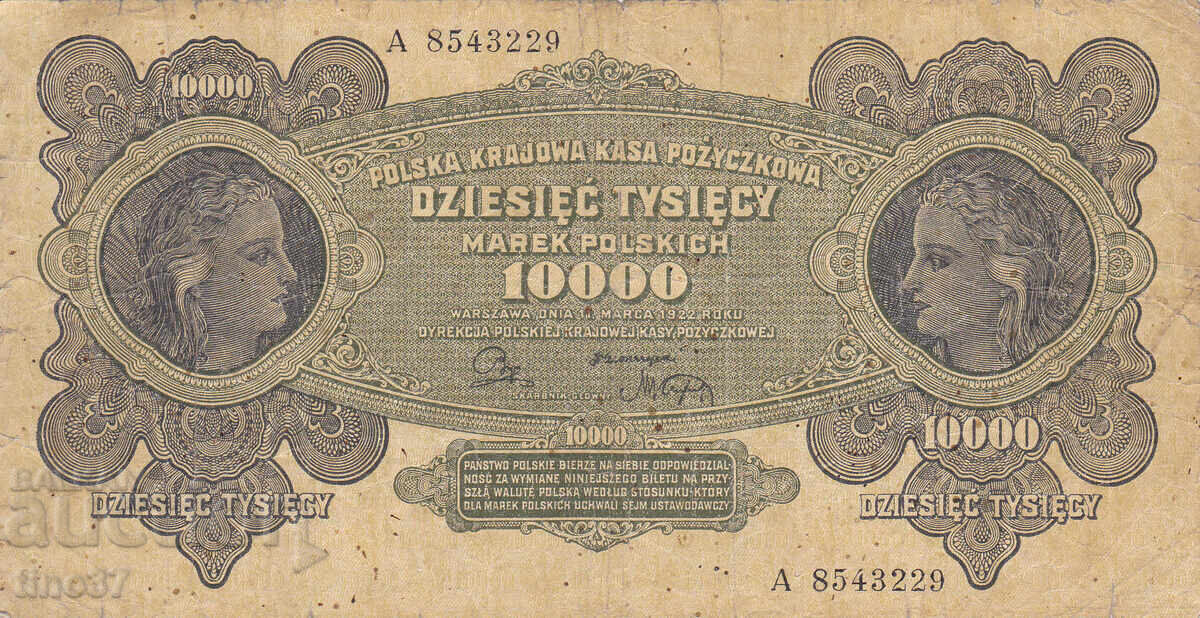 A 8543229
10000
POLSKA KRAJOWA KASA POŻYCZKOWA
DZIESIĘĆ TYSIĘCY
MAREK POLSKICH
10000
WARSZAWA, DNIA MARCA 1922 ROKU
DYREKCJA POLSKIEJ KRAJOWEJ KASY POŻYCZKOWEJ
SKARBNIK GŁÓWNY
10000
10000
PAŃSTWO POLSKIE BIERZE NA SIEBIE ODPOWIEDZIAL-
NOŚĆ ZA WYMIANĘ NINIEJSZEGO BILETU NA PRZY-
SZŁĄ WALUTĘ POLSKĄ WEDŁUG STOSUNKU, KTÓRY
DLA MAREK POLSKICH UCHWALI SEJM USTAWODAWCZY
DZIESIĘĆ TYSIĘCY
DZIESIĘĆ TYSIĘCY
A 8543229
BALKAN
auction
tino37